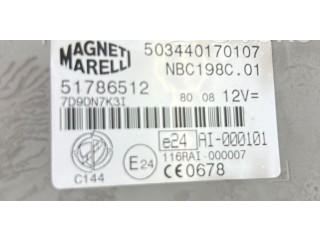 MAGNETI
MARELLI
503440170107
NBC198C.01
51786512
7D9DN7K3I
80 08 12V=
e24 AI-000101
E24
116RAI-000007
C144
CE0678